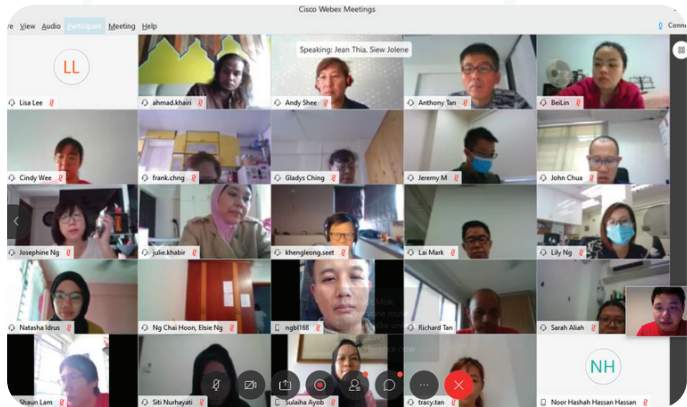 Cisco Webex Meetings
re View Audio Participant Meeting Help
Conne
Speaking: Jean Thia, Siew Jolene
LL
Lisa Lee
ahmad.khairi
Andy Shee
Anthony Tan
BeiLin
Cindy Wee
frank.chng
Gladys Ching
Jeremy M
John Chua
Josephine Ng
julie.khabir
khengleong.seet
Lai Mark
Lily Ng
Natasha Idrus
Ng Chai Hoon, Elsie Ng
ngbl168
Richard Tan
Sarah Aliah
NH
Shaun Lam
Siti Nurhayati
Sulaiha Ayob
tracy.tan
Noor Hashah Hassan Hassan